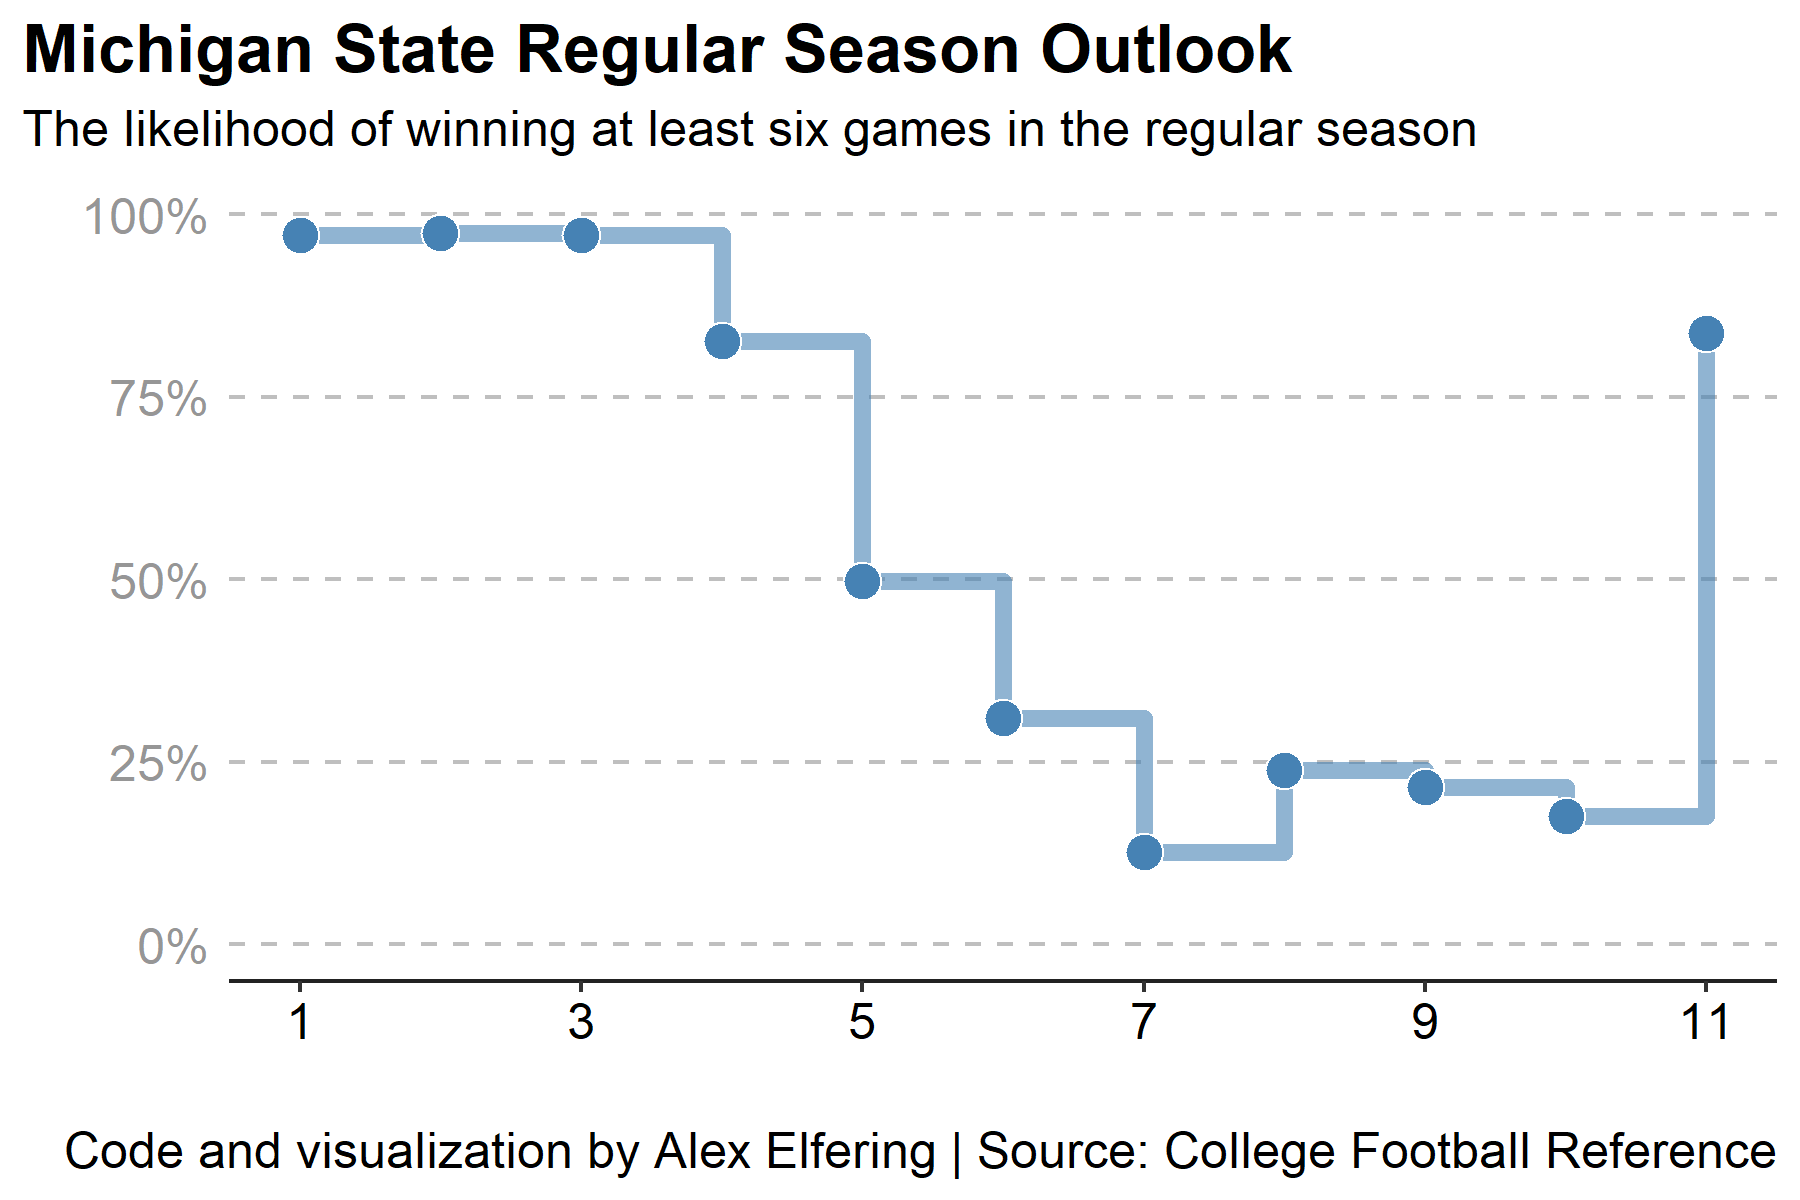 Michigan State Regular Season Outlook
The likelihood of winning at least six games in the regular season
100%
75%
50%
25%
0%
1 3 5 7 9 11
Code and visualization by Alex Elfering | Source: College Football Reference